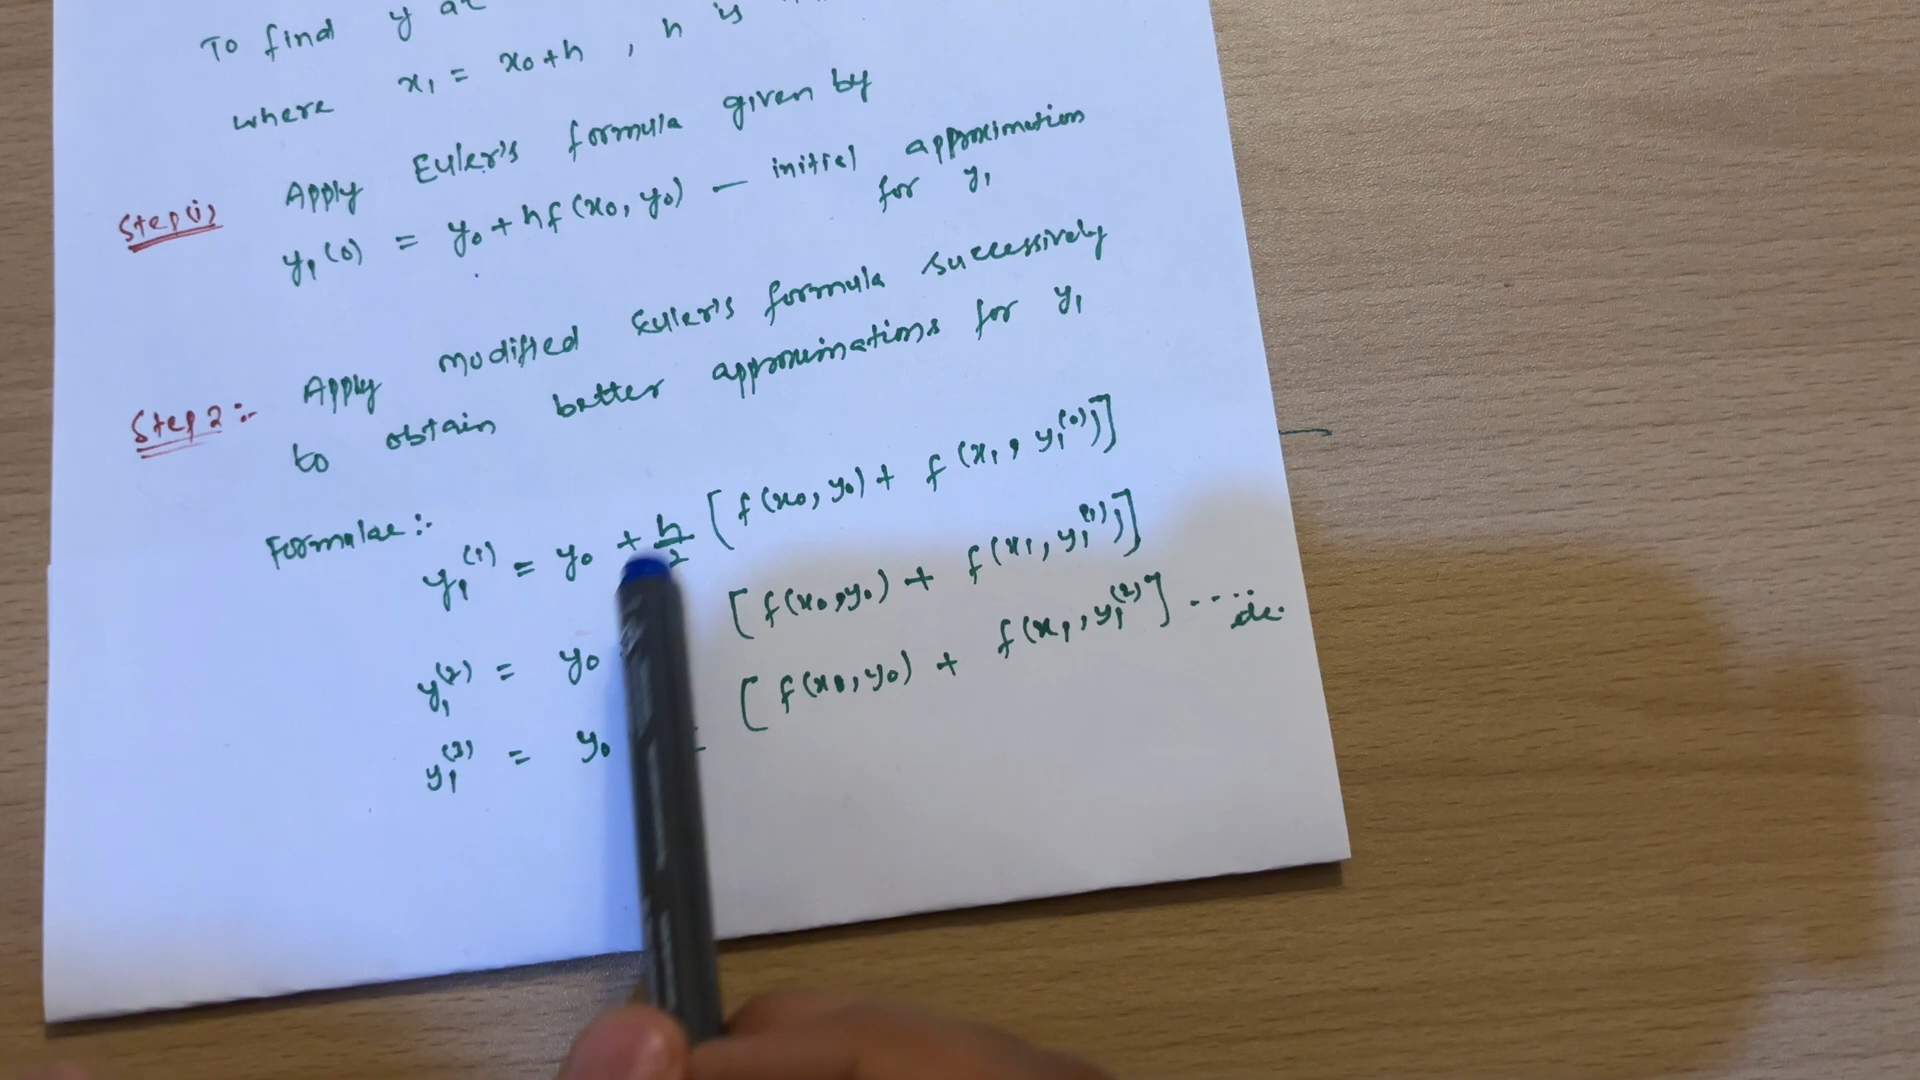 To find y at
where x₁ = x₀+h , h is
Step(i) Apply Euler's formula given by
y₁(0) = y₀+hf(x₀, y₀) — initial approximation
for y₁
Step 2:- Apply modified Euler's formula successively
to obtain better approximations for y₁
Formulae:-
y₁⁽¹⁾ = y₀ + h/2 [f(x₀, y₀) + f(x₁, y₁⁽⁰⁾)]
y₁⁽²⁾ = y₀ [f(x₀, y₀) + f(x₁, y₁⁽¹⁾)]
y₁⁽³⁾ = y₀ [f(x₀, y₀) + f(x₁, y₁⁽²⁾] ....